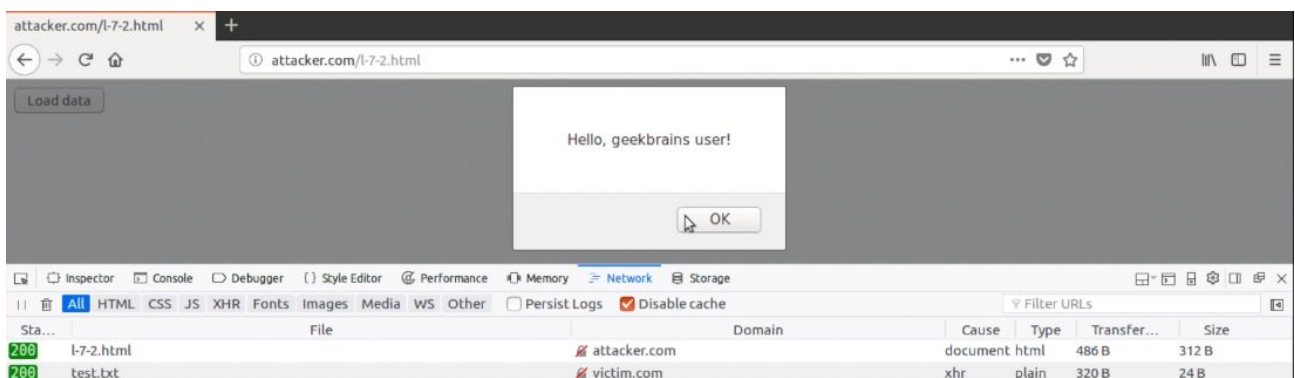 attacker.com/l-7-2.html × +
attacker.com/l-7-2.html
Load data
Hello, geekbrains user!
OK
Inspector Console Debugger {} Style Editor Performance Memory Network Storage
All HTML CSS JS XHR Fonts Images Media WS Other Persist Logs Disable cache Filter URLs
Sta... File Domain Cause Type Transfer... Size
200 l-7-2.html attacker.com document html 486 B 312 B
200 test.txt victim.com xhr plain 320 B 24 B